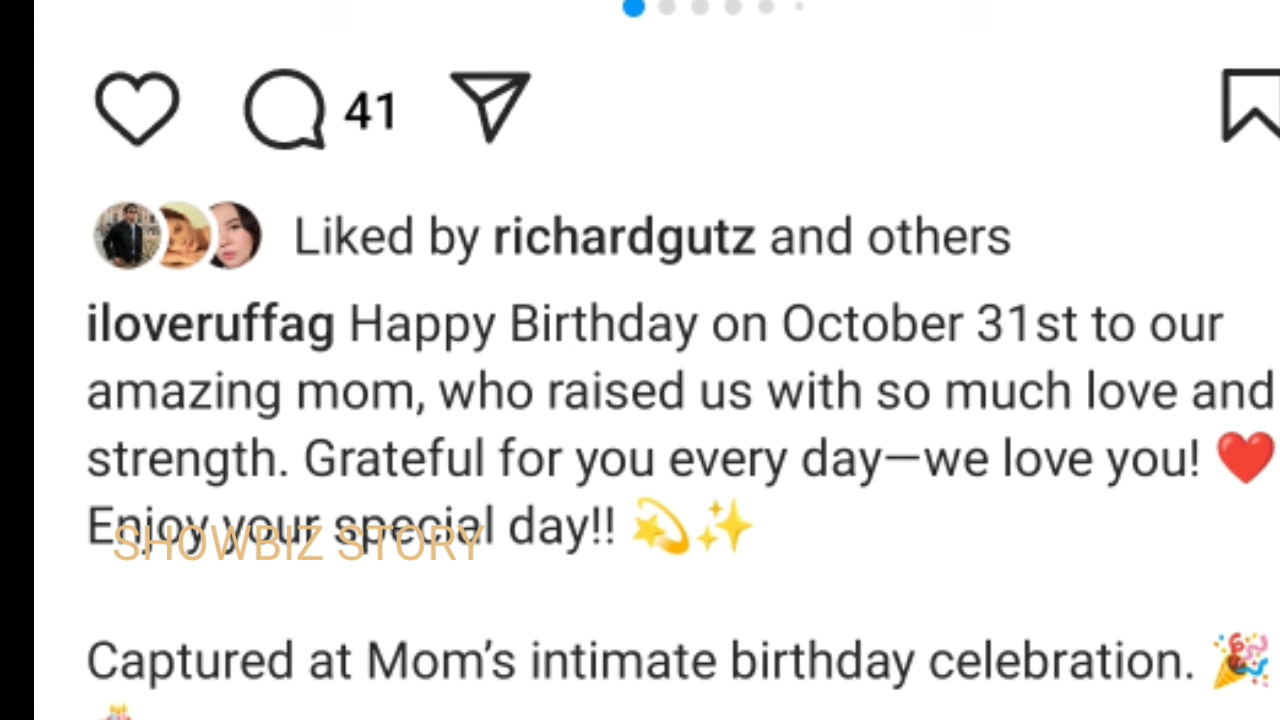 41
Liked by richardgutz and others
iloveruffag Happy Birthday on October 31st to our
amazing mom, who raised us with so much love and
strength. Grateful for you every day—we love you! ❤️
Enjoy your special day!! 💫✨
SHOWBIZ STORY
Captured at Mom’s intimate birthday celebration. 🎉